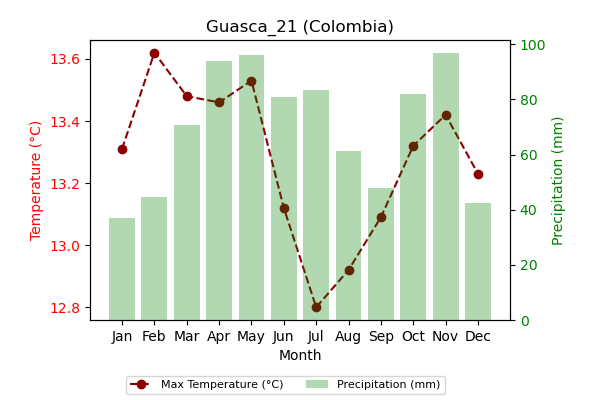 Guasca_21 (Colombia)
Temperature (°C)
13.6
13.4
13.2
13.0
12.8
100
80
60
40
20
0
Precipitation (mm)
Jan Feb Mar Apr May Jun Jul Aug Sep Oct Nov Dec
Month
Max Temperature (°C) Precipitation (mm)